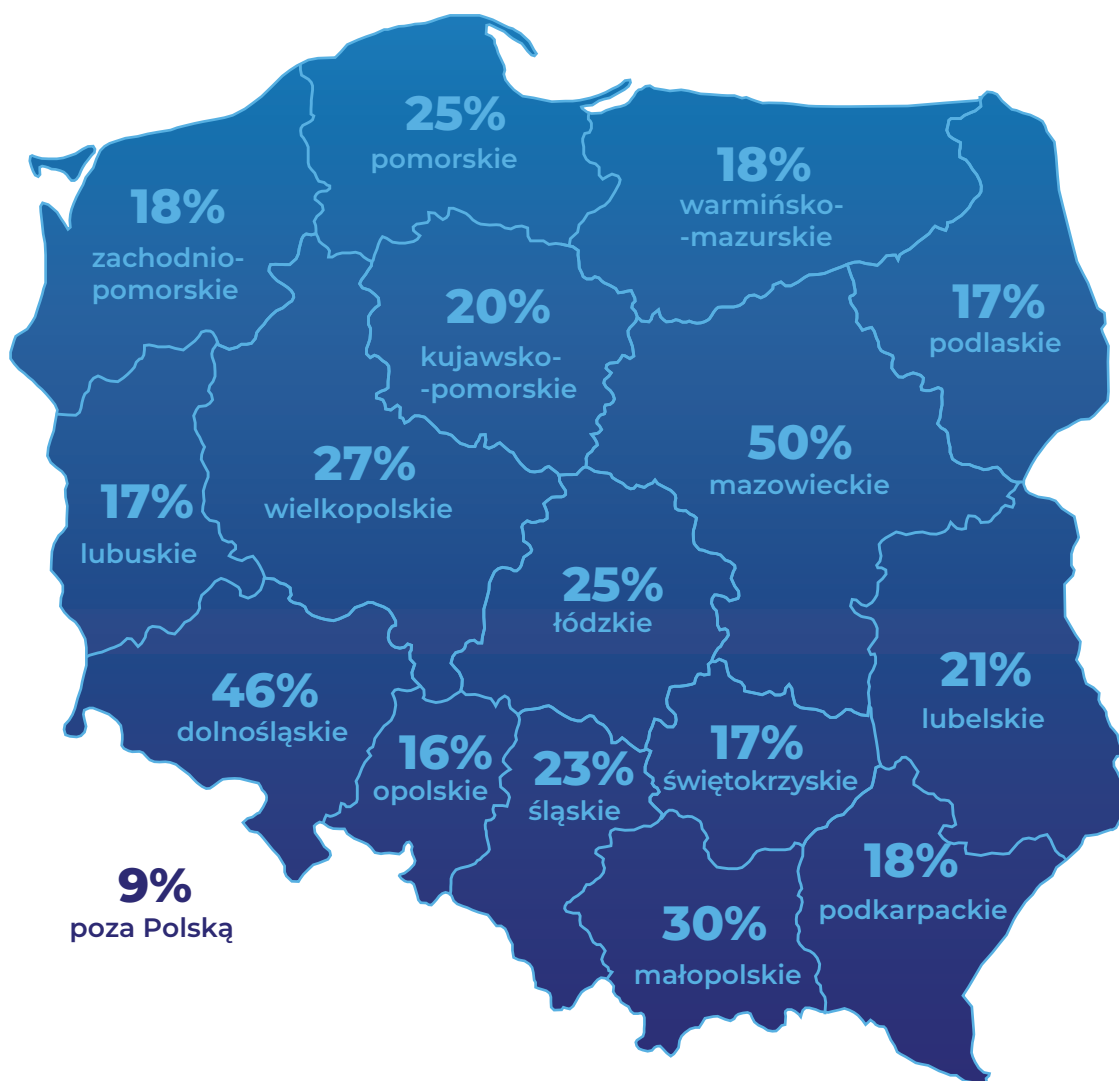 25%
pomorskie
18%
warmińsko-
-mazurskie
18%
zachodnio-
pomorskie
20%
kujawsko-
-pomorskie
17%
podlaskie
27%
wielkopolskie
50%
mazowieckie
17%
lubuskie
25%
łódzkie
46%
dolnośląskie
21%
lubelskie
16%
opolskie
23%
śląskie
17%
świętokrzyskie
9%
poza Polską
30%
małopolskie
18%
podkarpackie